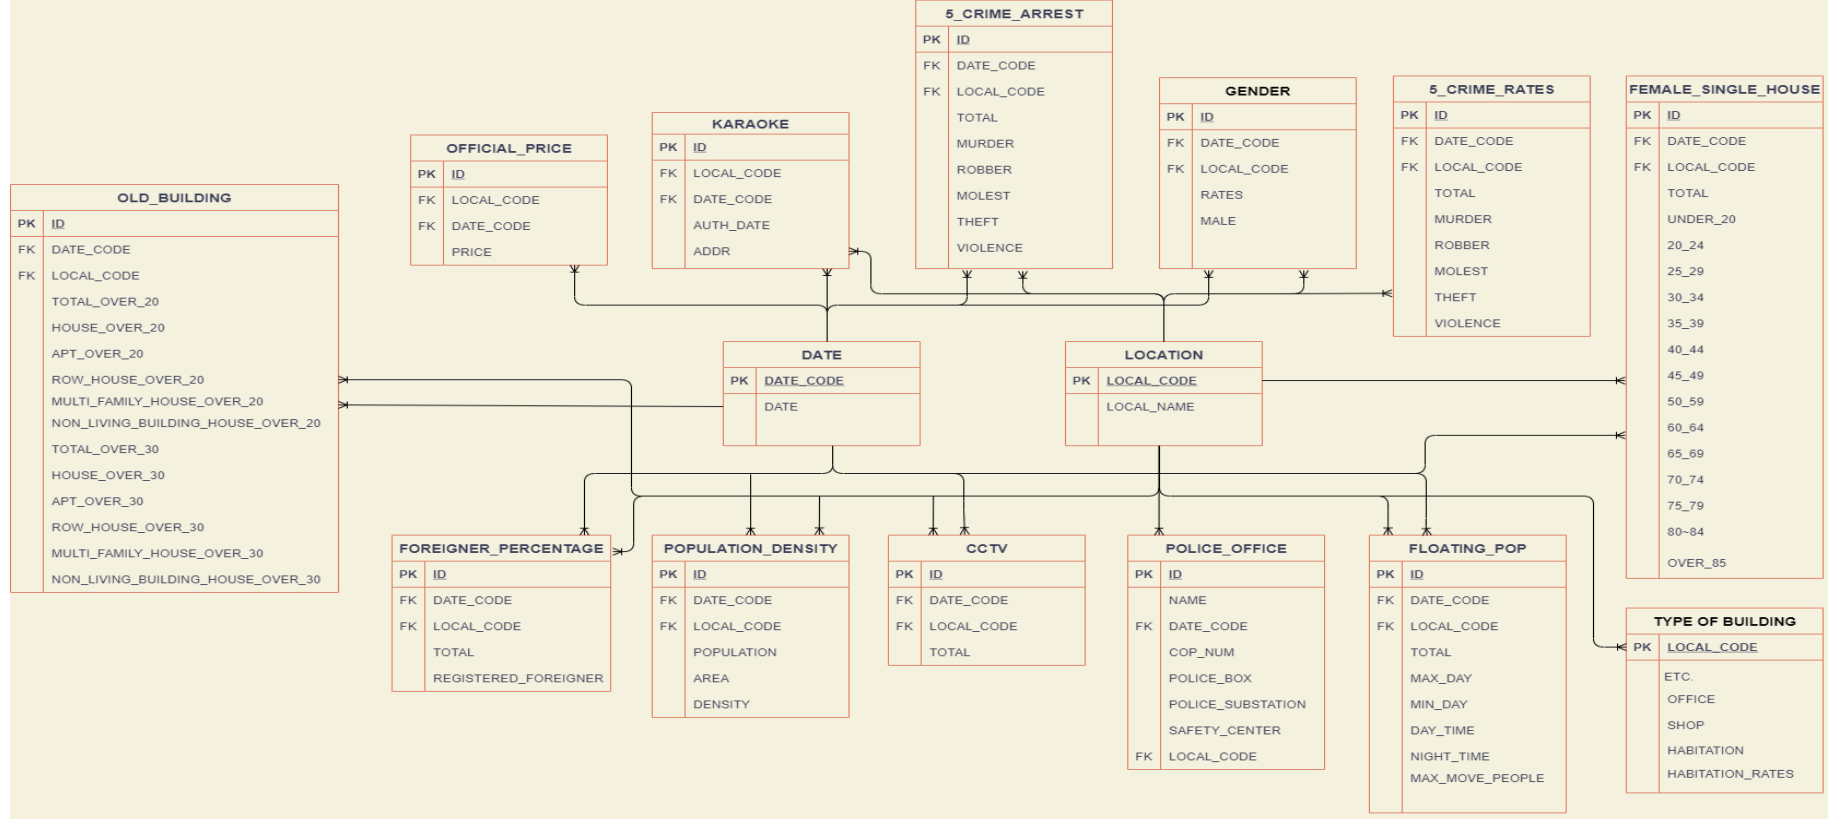 5_CRIME_ARREST
PK ID
FK DATE_CODE
FK LOCAL_CODE
TOTAL
MURDER
ROBBER
MOLEST
THEFT
VIOLENCE
GENDER
PK ID
FK DATE_CODE
FK LOCAL_CODE
RATES
MALE
5_CRIME_RATES
PK ID
FK DATE_CODE
FK LOCAL_CODE
TOTAL
MURDER
ROBBER
MOLEST
THEFT
VIOLENCE
FEMALE_SINGLE_HOUSE
PK ID
FK DATE_CODE
FK LOCAL_CODE
TOTAL
UNDER_20
20_24
25_29
30_34
35_39
40_44
45_49
50_59
60_64
65_69
70_74
75_79
80~84
OVER_85
KARAOKE
PK ID
FK LOCAL_CODE
FK DATE_CODE
AUTH_DATE
ADDR
OFFICIAL_PRICE
PK ID
FK LOCAL_CODE
FK DATE_CODE
PRICE
OLD_BUILDING
PK ID
FK DATE_CODE
FK LOCAL_CODE
TOTAL_OVER_20
HOUSE_OVER_20
APT_OVER_20
ROW_HOUSE_OVER_20
MULTI_FAMILY_HOUSE_OVER_20
NON_LIVING_BUILDING_HOUSE_OVER_20
TOTAL_OVER_30
HOUSE_OVER_30
APT_OVER_30
ROW_HOUSE_OVER_30
MULTI_FAMILY_HOUSE_OVER_30
NON_LIVING_BUILDING_HOUSE_OVER_30
DATE
PK DATE_CODE
DATE
LOCATION
PK LOCAL_CODE
LOCAL_NAME
FOREIGNER_PERCENTAGE
PK ID
FK DATE_CODE
FK LOCAL_CODE
TOTAL
REGISTERED_FOREIGNER
POPULATION_DENSITY
PK ID
FK DATE_CODE
FK LOCAL_CODE
POPULATION
AREA
DENSITY
CCTV
PK ID
FK DATE_CODE
FK LOCAL_CODE
TOTAL
POLICE_OFFICE
PK ID
NAME
FK DATE_CODE
COP_NUM
POLICE_BOX
POLICE_SUBSTATION
SAFETY_CENTER
FK LOCAL_CODE
FLOATING_POP
PK ID
FK DATE_CODE
FK LOCAL_CODE
TOTAL
MAX_DAY
MIN_DAY
DAY_TIME
NIGHT_TIME
MAX_MOVE_PEOPLE
TYPE OF BUILDING
PK LOCAL_CODE
ETC.
OFFICE
SHOP
HABITATION
HABITATION_RATES